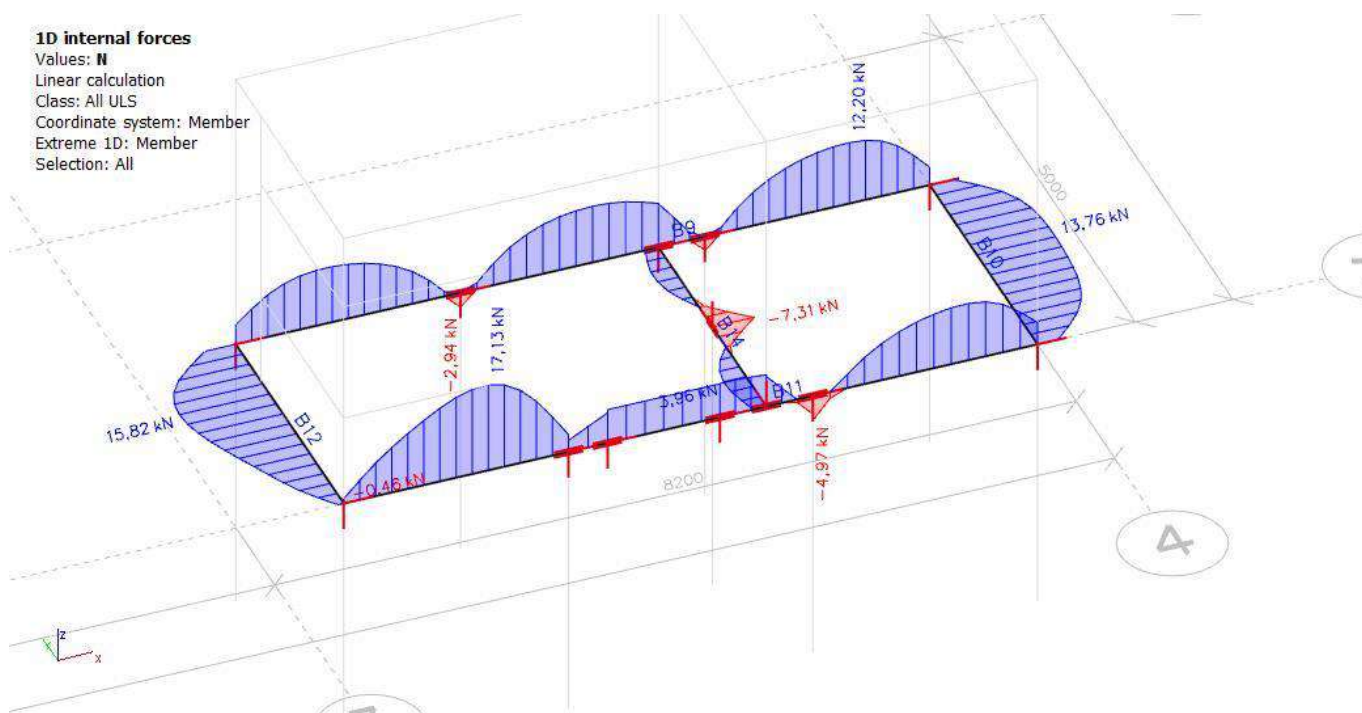 1D internal forces
Values: N
Linear calculation
Class: All ULS
Coordinate system: Member
Extreme 1D: Member
Selection: All
12,20 kN
5000
B9
13,76 kN
B10
-2,94 kN
17,13 kN
B14
-7,31 kN
15,82 kN
B12
3,96 kN
B11
-0,46 kN
8200
-4,97 kN
4
z
Y
x